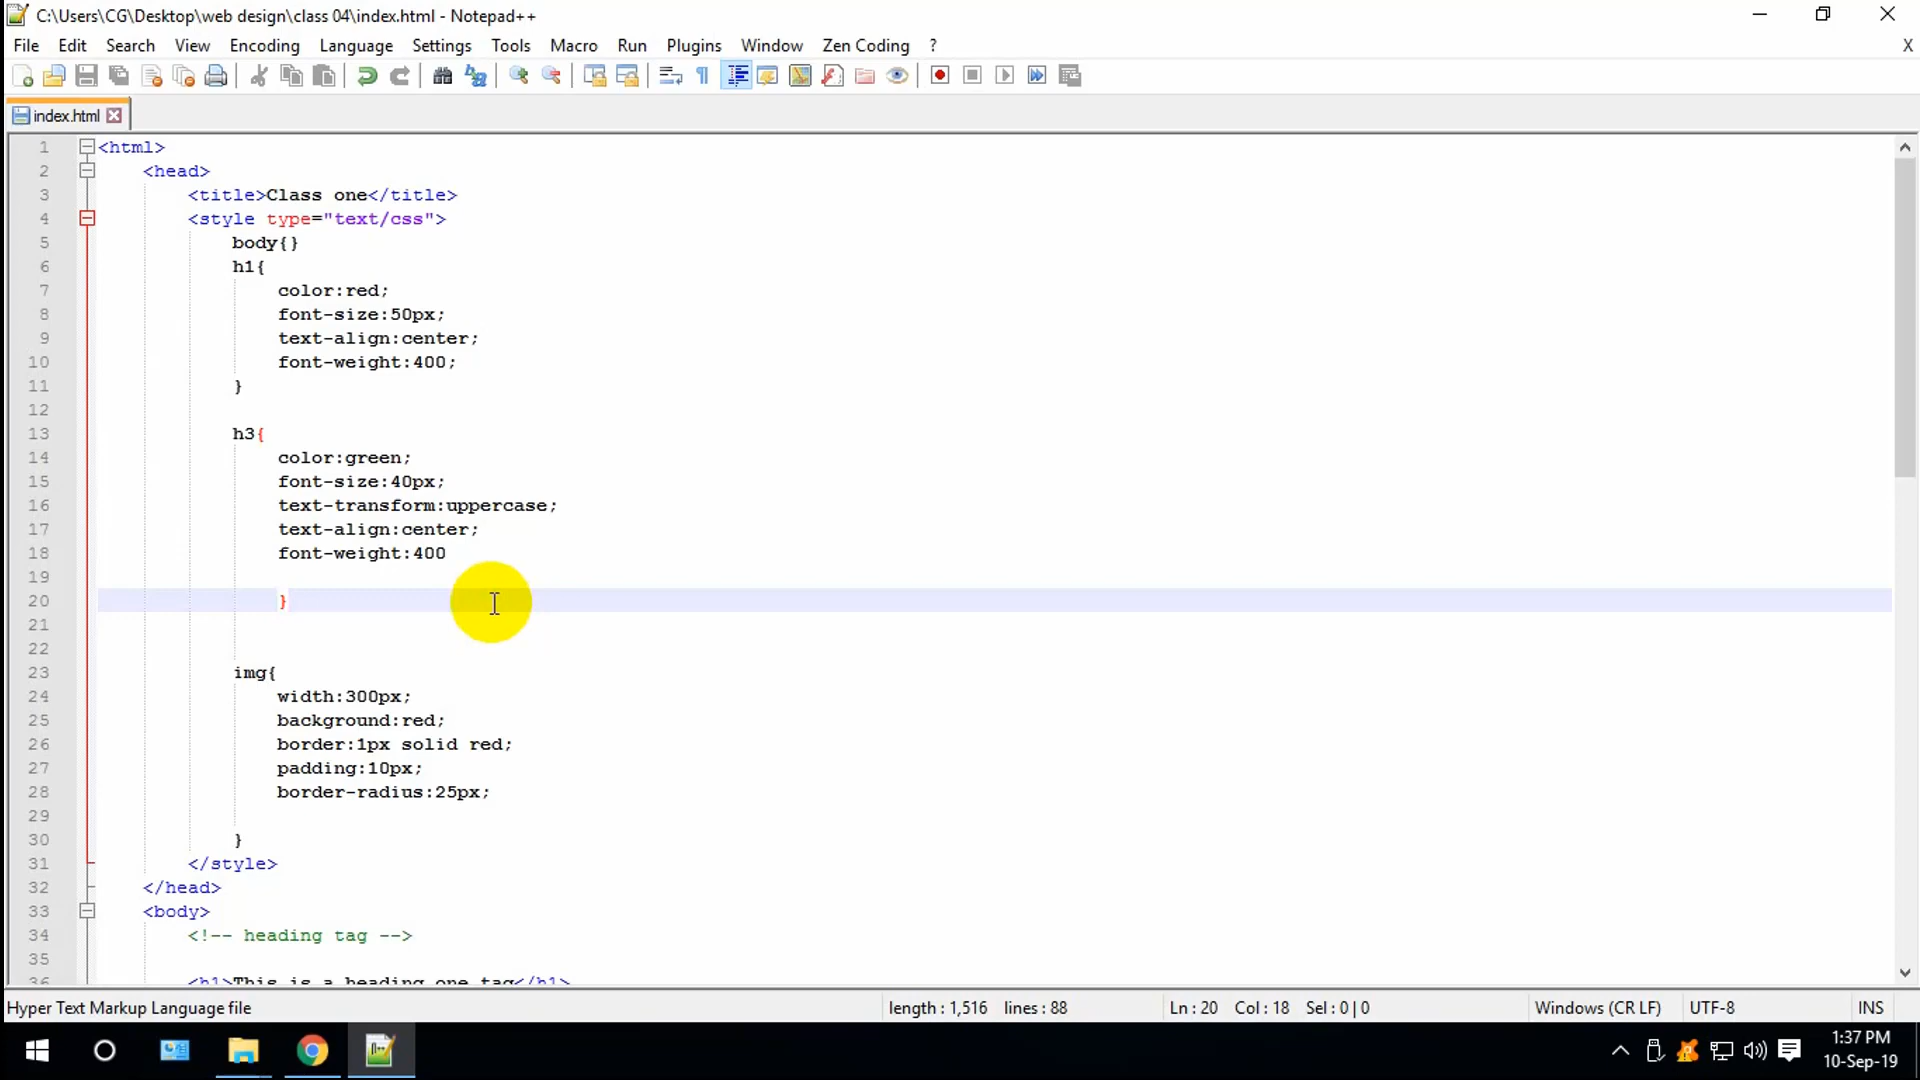 C:\Users\CG\Desktop\web design\class 04\index.html - Notepad++
File Edit Search View Encoding Language Settings Tools Macro Run Plugins Window Zen Coding ? X
index.html
1 <html>
2 <head>
3 <title>Class one</title>
4 <style type="text/css">
5 body{}
6 h1{
7 color:red;
8 font-size:50px;
9 text-align:center;
10 font-weight:400;
11 }
12
13 h3{
14 color:green;
15 font-size:40px;
16 text-transform:uppercase;
17 text-align:center;
18 font-weight:400
19
20 }
21
22
23 img{
24 width:300px;
25 background:red;
26 border:1px solid red;
27 padding:10px;
28 border-radius:25px;
29
30 }
31 </style>
32 </head>
33 <body>
34 <!-- heading tag -->
35
36 <h1>This is a heading one tag</h1>
Hyper Text Markup Language file length : 1,516 lines : 88 Ln : 20 Col : 18 Sel : 0 | 0 Windows (CR LF) UTF-8 INS
1:37 PM
10-Sep-19